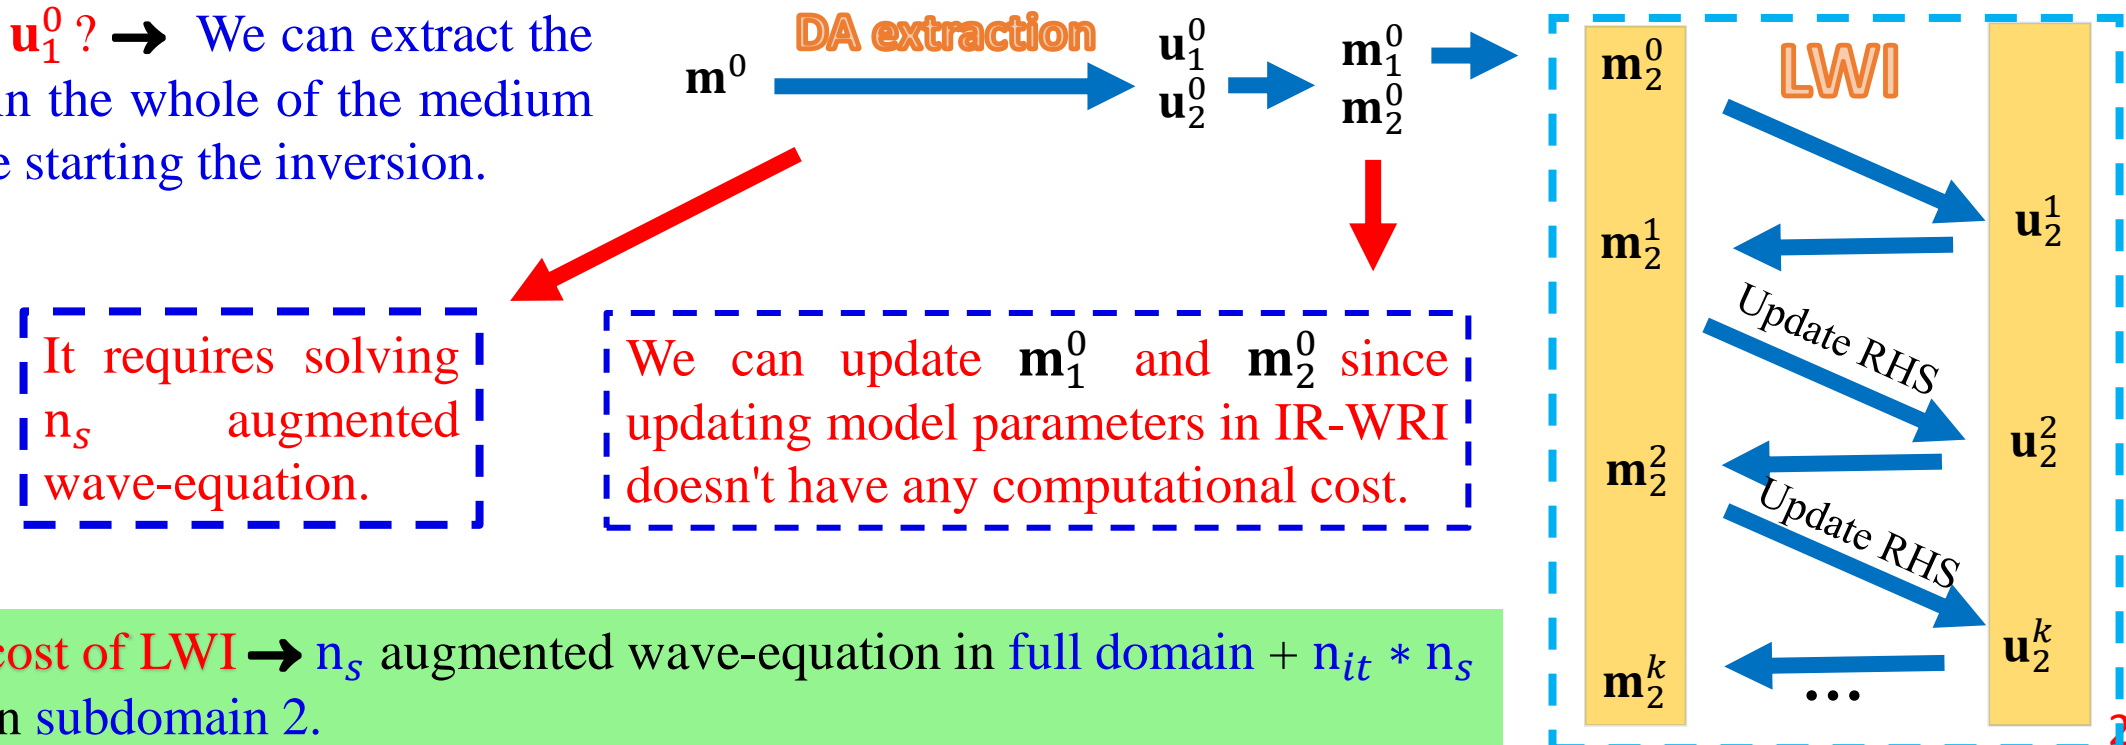 u₁⁰ ? → We can extract the
in the whole of the medium
e starting the inversion.
m⁰
DA extraction
u₁⁰
u₂⁰
m₁⁰
m₂⁰
It requires solving
nₛ augmented
wave-equation.
We can update m₁⁰ and m₂⁰ since
updating model parameters in IR-WRI
doesn't have any computational cost.
cost of LWI → nₛ augmented wave-equation in full domain + nᵢₜ * nₛ
n subdomain 2.
LWI
m₂⁰
u₂¹
m₂¹
Update RHS
u₂²
m₂²
Update RHS
u₂ᵏ
m₂ᵏ
...
2